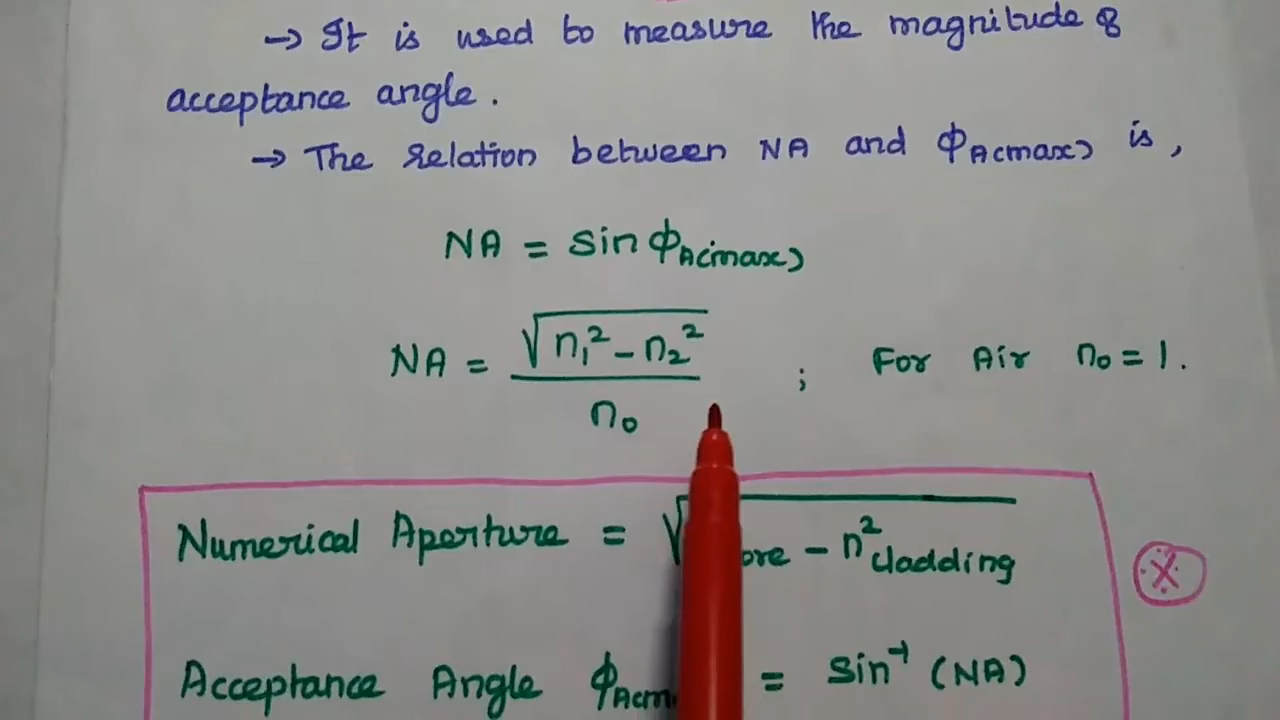 → It is used to measure the magnitude of
acceptance angle.
→ The relation between NA and ϕA(max) is,
NA = sin ϕA(max)
NA = √(n₁² - n₂²) / n₀ ; For Air n₀ = 1.
Numerical Aperture = √ - n²cladding
Acceptance Angle = sin⁻¹ (NA)